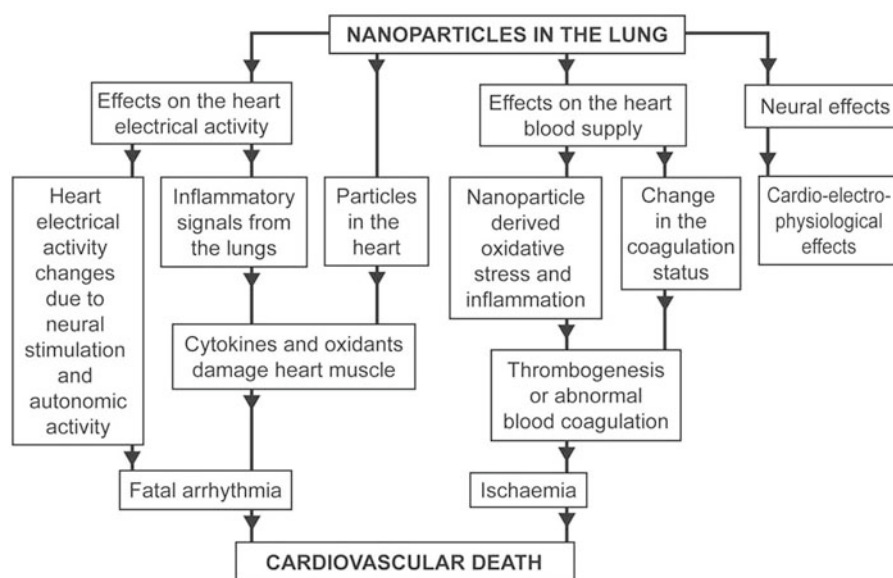 NANOPARTICLES IN THE LUNG
Effects on the heart
electrical activity
Effects on the heart
blood supply
Neural effects
Heart
electrical
activity
changes
due to
neural
stimulation
and
autonomic
activity
Inflammatory
signals from
the lungs
Particles
in the
heart
Nanoparticle
derived
oxidative
stress and
inflammation
Change
in the
coagulation
status
Cardio-electro-
physiological
effects
Cytokines and oxidants
damage heart muscle
Thrombogenesis
or abnormal
blood coagulation
Fatal arrhythmia
Ischaemia
CARDIOVASCULAR DEATH